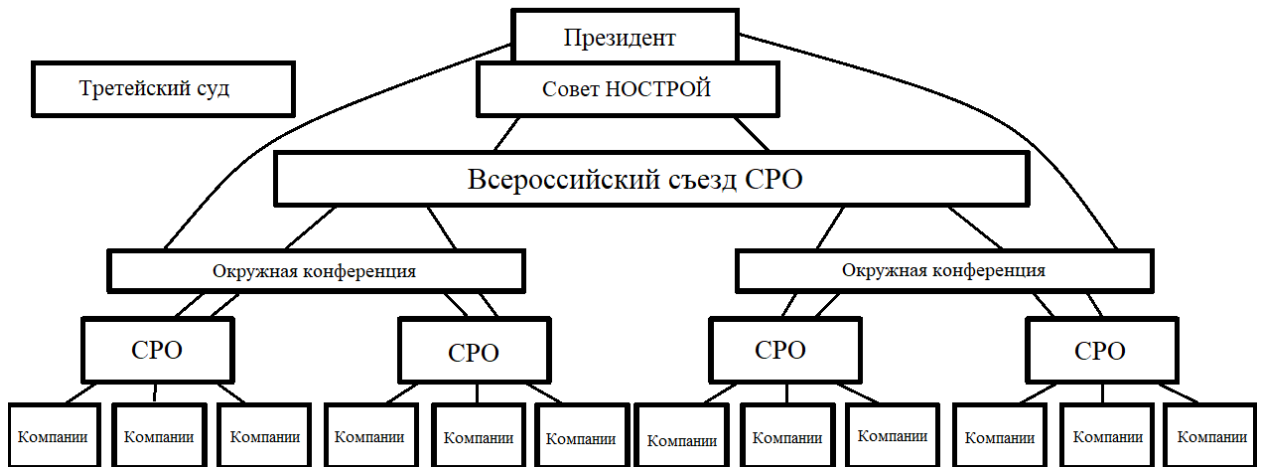 Президент
Третейский суд
Совет НОСТРОЙ
Всероссийский съезд СРО
Окружная конференция
Окружная конференция
СРО
СРО
СРО
СРО
Компании
Компании
Компании
Компании
Компании
Компании
Компании
Компании
Компании
Компании
Компании
Компании